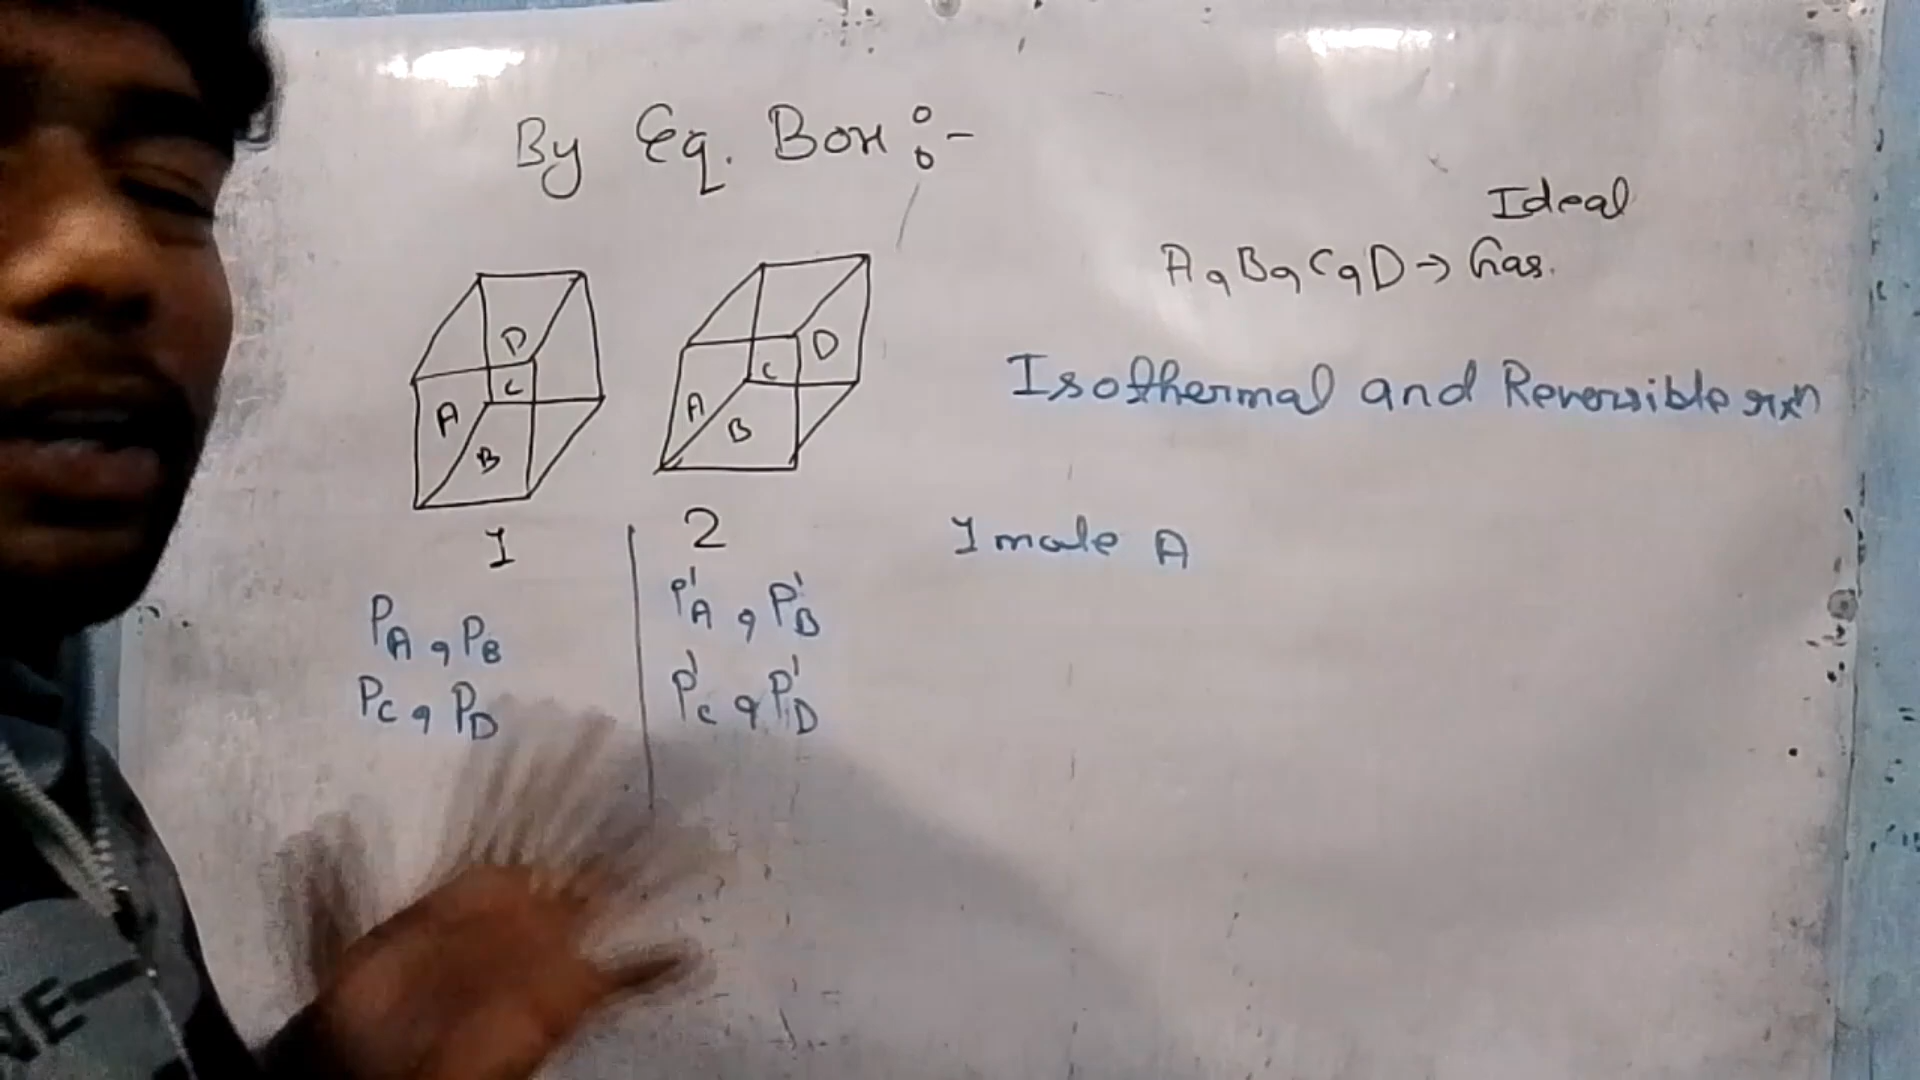 By Eq. Box :-
Ideal
A, B, C, D → Gas.
D
C
A
B
D
C
A
B
Isothermal and Reversible rxn
1
2
1 mole A
PA, PB
PC, PD
P'A, P'B
P'C, P'D